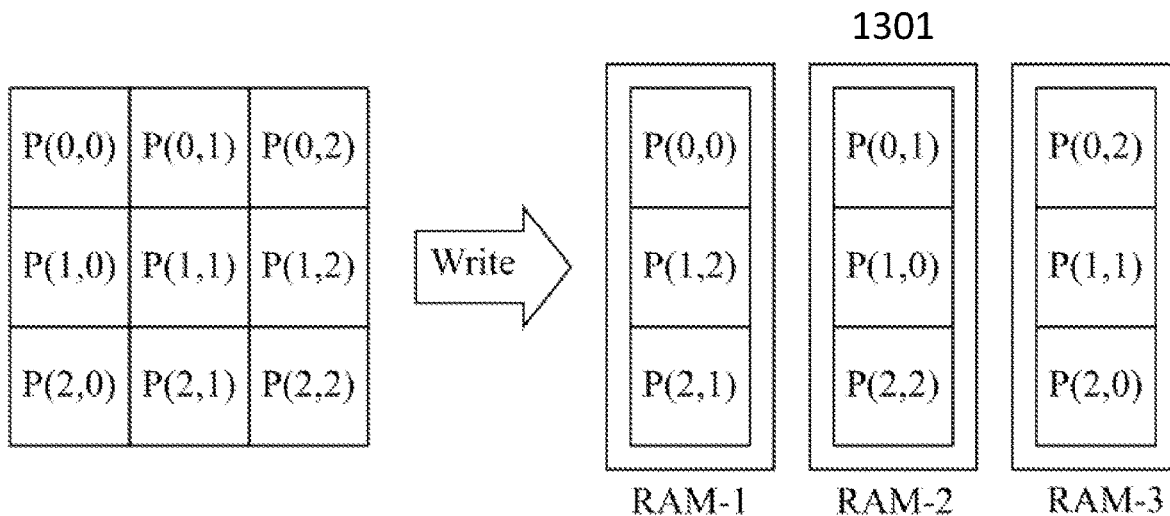 1301
P(0,0) P(0,1) P(0,2) P(0,0) P(0,1) P(0,2)
P(1,0) P(1,1) P(1,2) Write P(1,2) P(1,0) P(1,1)
P(2,0) P(2,1) P(2,2) P(2,1) P(2,2) P(2,0)
RAM-1 RAM-2 RAM-3